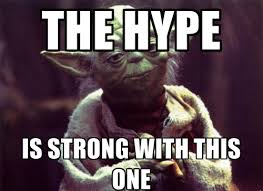 THE HYPE
IS STRONG WITH THIS
ONE